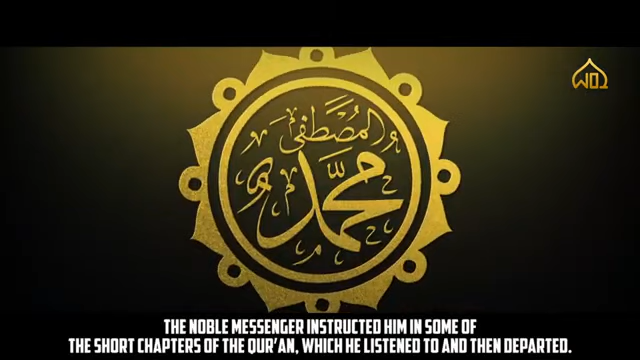 المصطفى
محمد
THE NOBLE MESSENGER INSTRUCTED HIM IN SOME OF
THE SHORT CHAPTERS OF THE QUR'AN, WHICH HE LISTENED TO AND THEN DEPARTED.